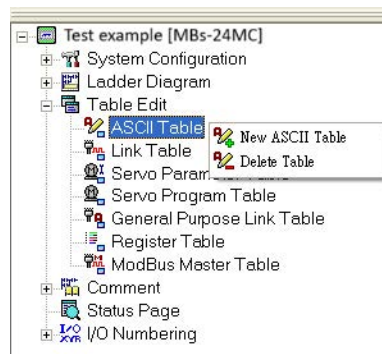 Test example [MBs-24MC]
System Configuration
Ladder Diagram
Table Edit
ASCII Table
New ASCII Table
Delete Table
Link Table
Servo
Servo Program Table
General Purpose Link Table
Register Table
ModBus Master Table
Comment
Status Page
I/O Numbering